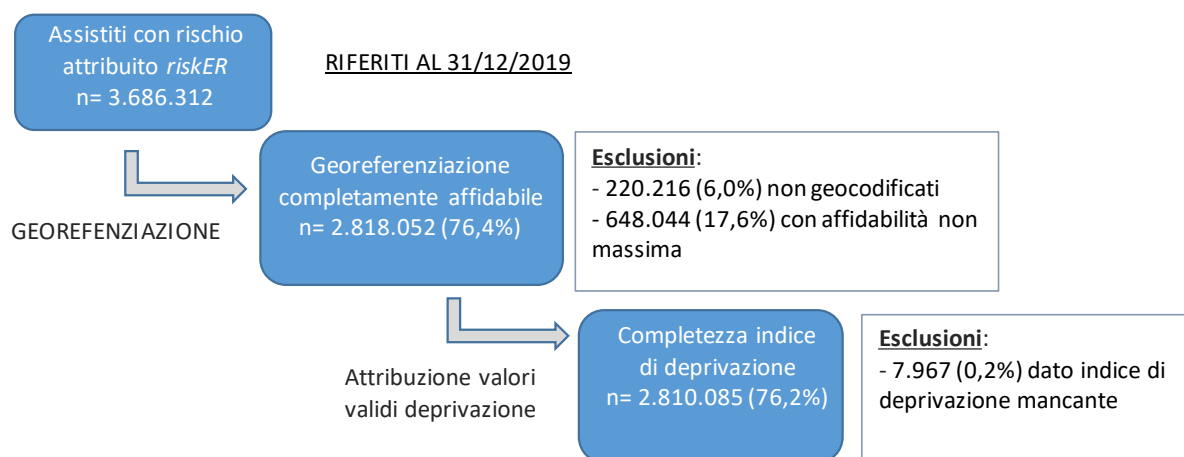 Assistiti con rischio
attribuito riskER
n= 3.686.312
RIFERITI AL 31/12/2019
GEOREFENZIAZIONE
Georeferenziazione
completamente affidabile
n= 2.818.052 (76,4%)
Esclusioni:
- 220.216 (6,0%) non geocodificati
- 648.044 (17,6%) con affidabilità non
massima
Attribuzione valori
validi deprivazione
Completezza indice
di deprivazione
n= 2.810.085 (76,2%)
Esclusioni:
- 7.967 (0,2%) dato indice di
deprivazione mancante